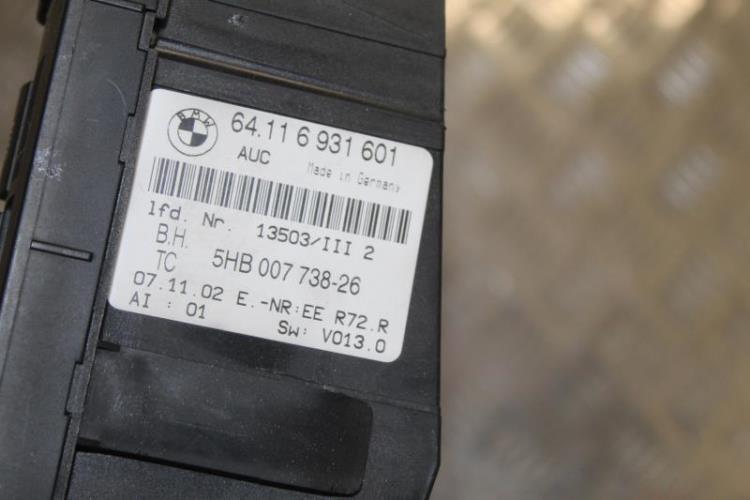 BMW
64.11 6 931 601
AUC Made in Germany
lfd. Nr. 13503/III 2
B.H.
TC 5HB 007 738-26
07.11.02 E.-NR:EE R72.R
AI : 01 Sw: V013.0